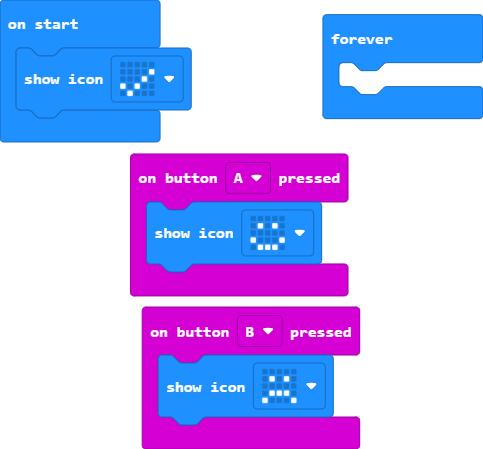 on start
show icon
forever
on button A pressed
show icon
on button B pressed
show icon